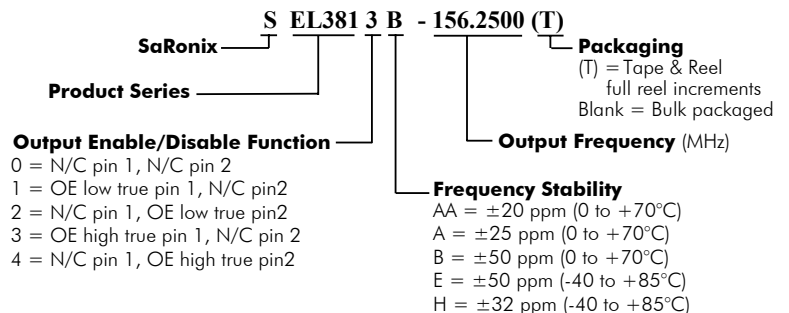 S EL381 3 B - 156.2500 (T)
SaRonix
Packaging
(T) = Tape & Reel
full reel increments
Blank = Bulk packaged
Product Series
Output Enable/Disable Function
0 = N/C pin 1, N/C pin 2
1 = OE low true pin 1, N/C pin2
2 = N/C pin 1, OE low true pin2
3 = OE high true pin 1, N/C pin 2
4 = N/C pin 1, OE high true pin2
Output Frequency (MHz)
Frequency Stability
AA = ±20 ppm (0 to +70°C)
A = ±25 ppm (0 to +70°C)
B = ±50 ppm (0 to +70°C)
E = ±50 ppm (-40 to +85°C)
H = ±32 ppm (-40 to +85°C)